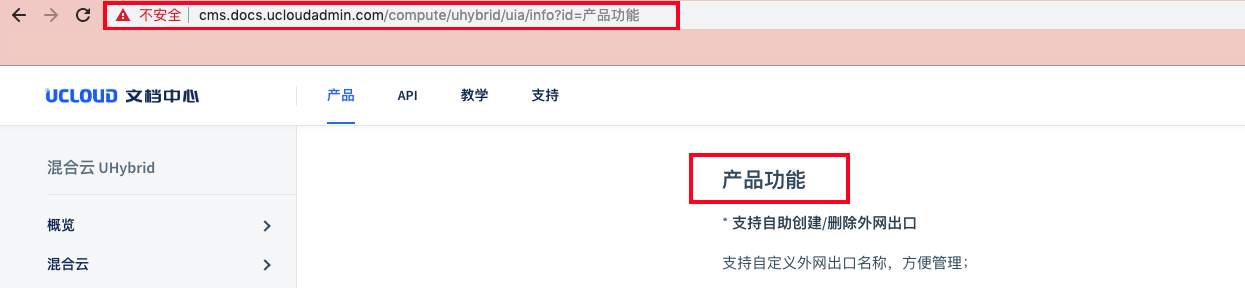 不安全 cms.docs.ucloudadmin.com/compute/uhybrid/uia/info?id=产品功能
UCLOUD 文档中心 产品 API 教学 支持
混合云 UHybrid
产品功能
概览
* 支持自助创建/删除外网出口
混合云
支持自定义外网出口名称，方便管理；